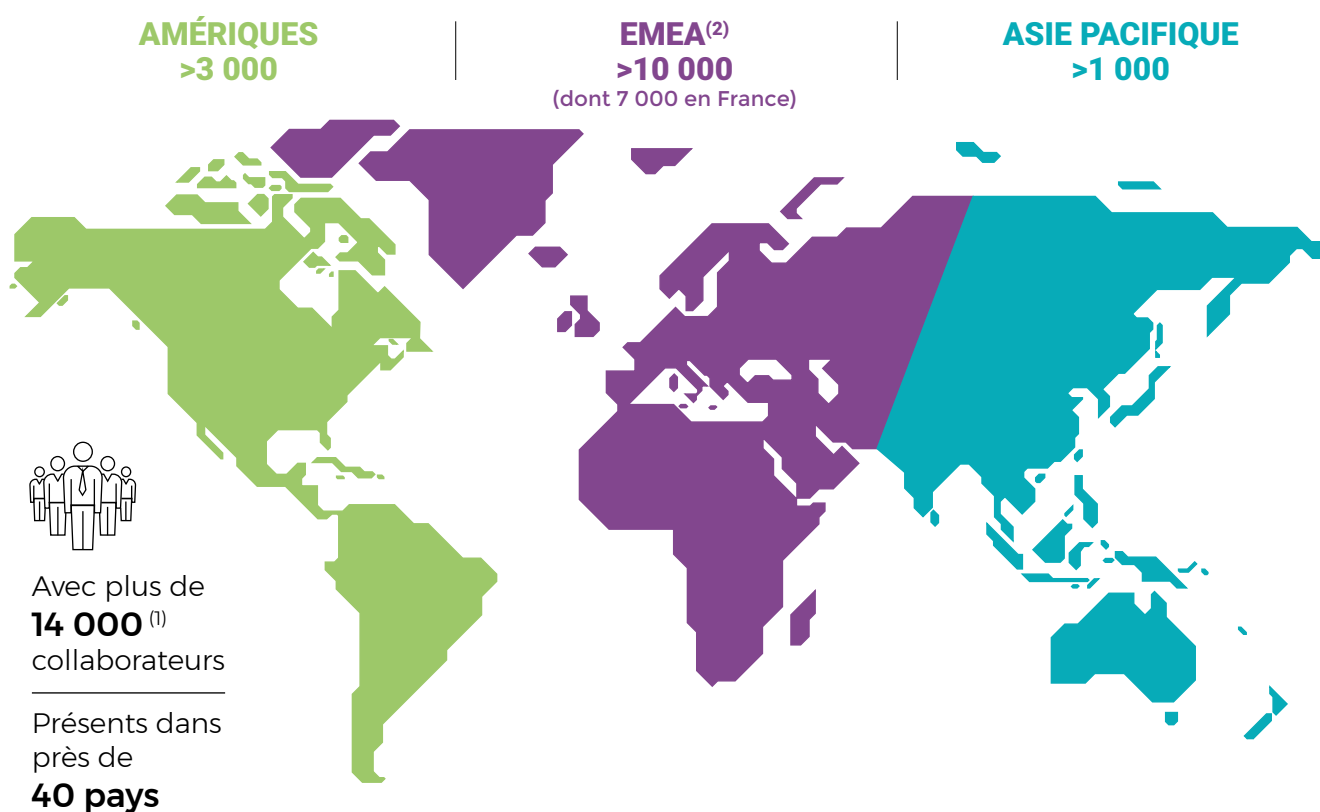 AMÉRIQUES
>3 000
EMEA(2)
>10 000
(dont 7 000 en France)
ASIE PACIFIQUE
>1 000
Avec plus de
14 000 (1)
collaborateurs
Présents dans
près de
40 pays